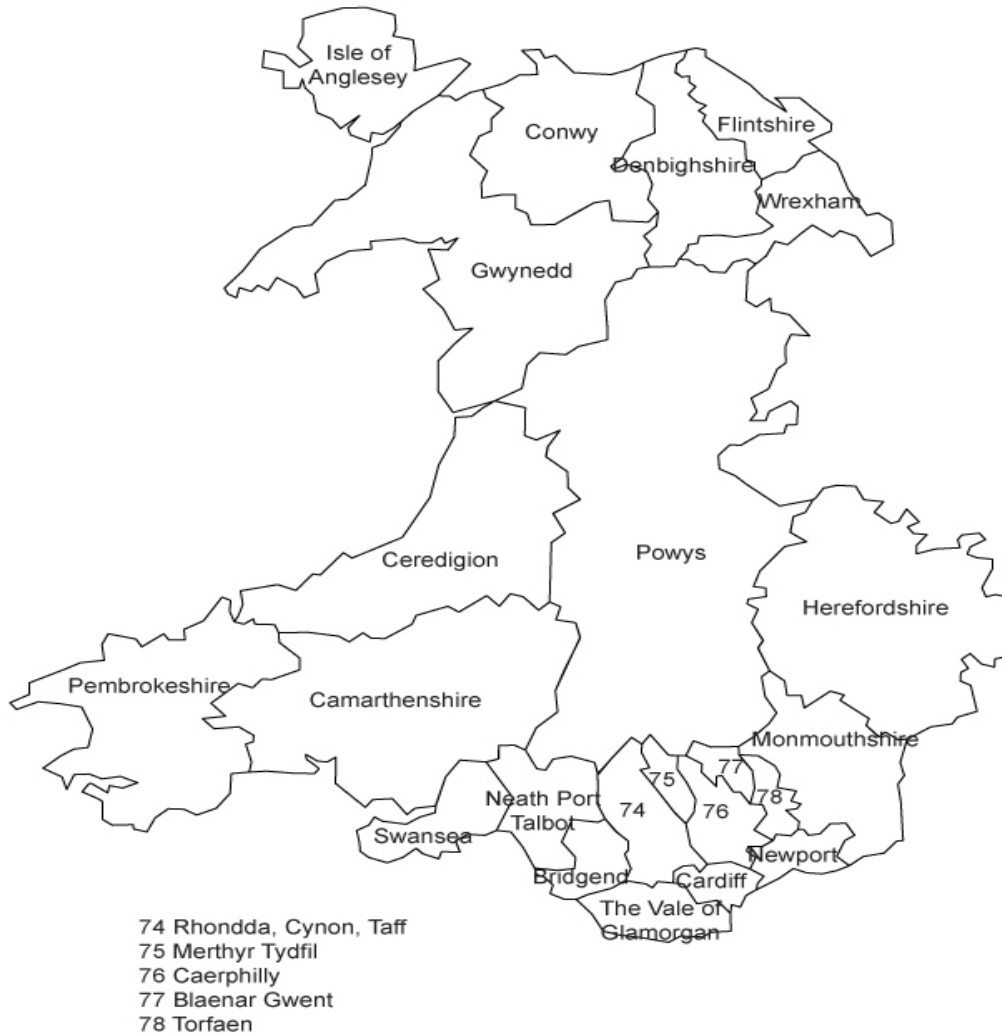 Isle of
Anglesey
Conwy
Flintshire
Denbighshire
Wrexham
Gwynedd
Powys
Ceredigion
Herefordshire
Pembrokeshire
Camarthenshire
Monmouthshire
77
75
78
Neath Port
Talbot
74
76
Swansea
Newport
Bridgend
Cardiff
The Vale of
Glamorgan
74 Rhondda, Cynon, Taff
75 Merthyr Tydfil
76 Caerphilly
77 Blaenar Gwent
78 Torfaen